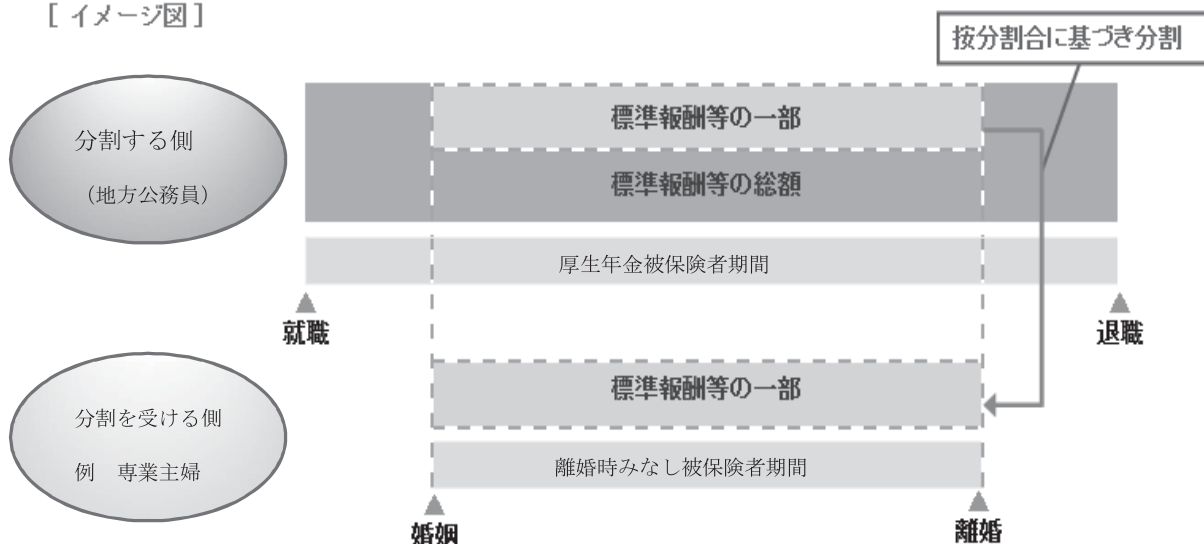 [ イメージ図 ]
按分割合に基づき分割
分割する側
（地方公務員）
標準報酬等の一部
標準報酬等の総額
厚生年金被保険者期間
就職
退職
分割を受ける側
例　専業主婦
標準報酬等の一部
離婚時みなし被保険者期間
婚姻
離婚